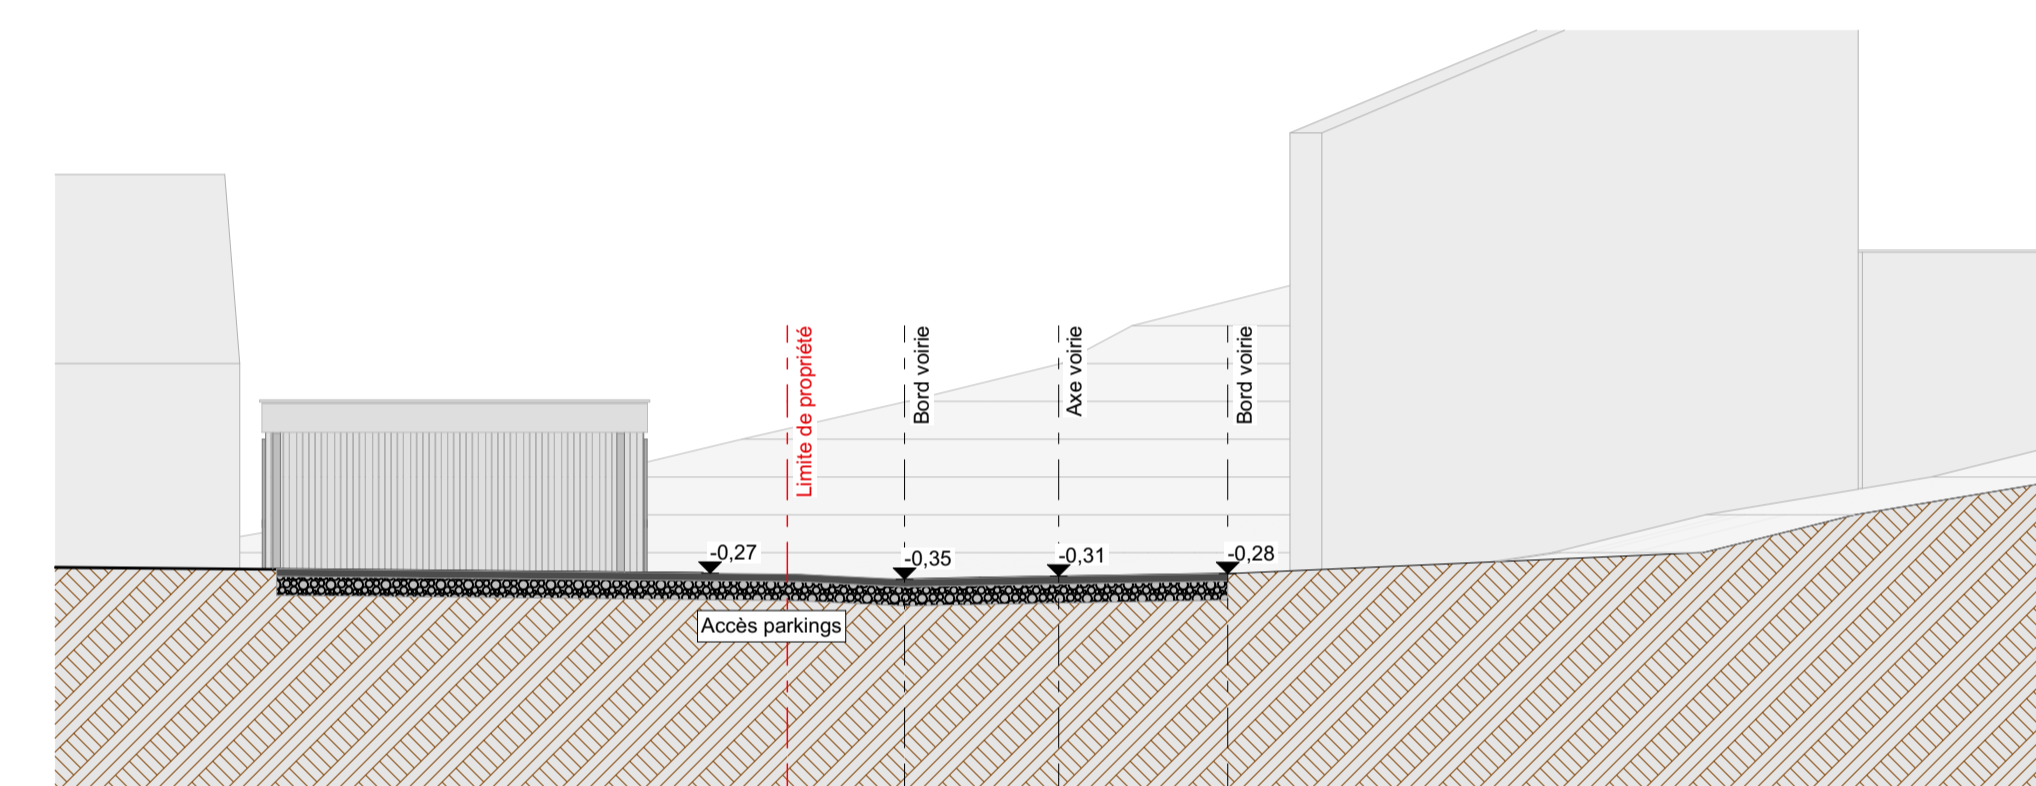 Limite de propriété
Bord voirie
Axe voirie
Bord voirie
-0,27
-0,35
-0,31
-0,28
Accès parkings